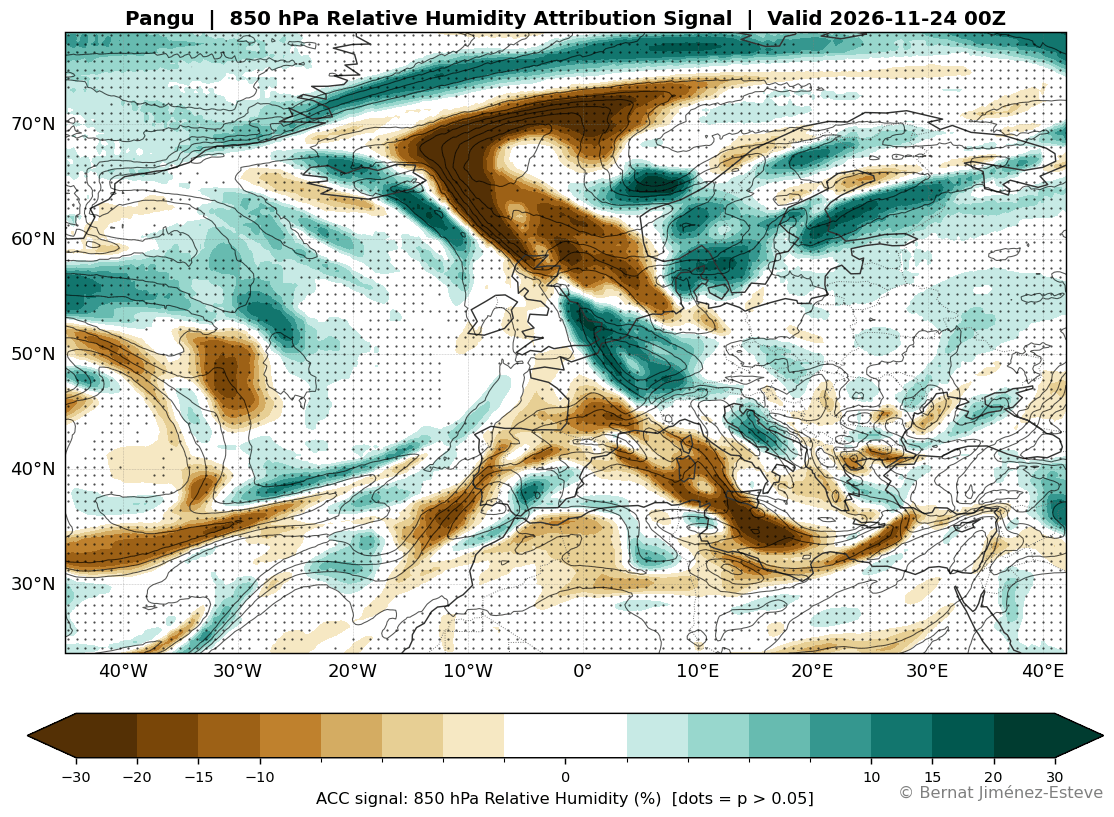 Pangu | 850 hPa Relative Humidity Attribution Signal | Valid 2026-11-24 00Z
70°N
60°N
50°N
40°N
30°N
40°W 30°W 20°W 10°W 0° 10°E 20°E 30°E 40°E
−30 −20 −15 −10 0 10 15 20 30
ACC signal: 850 hPa Relative Humidity (%) [dots = p > 0.05]
© Bernat Jiménez-Esteve